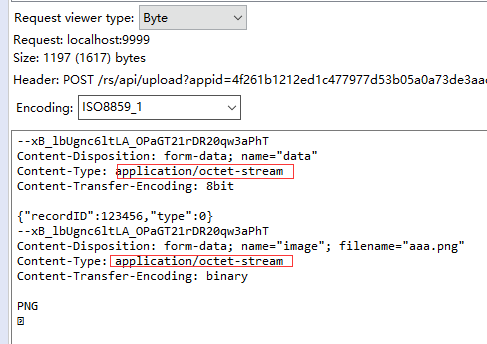 Request viewer type: Byte
Request: localhost:9999
Size: 1197 (1617) bytes
Header: POST /rs/api/upload?appid=4f261b1212ed1c477977d53b05a0a73de3aac
Encoding: ISO8859_1
--xB_lbUgnc6ltLA_OPaGT21rDR20qw3aPhT
Content-Disposition: form-data; name="data"
Content-Type: application/octet-stream
Content-Transfer-Encoding: 8bit
{"recordID":123456,"type":0}
--xB_lbUgnc6ltLA_OPaGT21rDR20qw3aPhT
Content-Disposition: form-data; name="image"; filename="aaa.png"
Content-Type: application/octet-stream
Content-Transfer-Encoding: binary
PNG